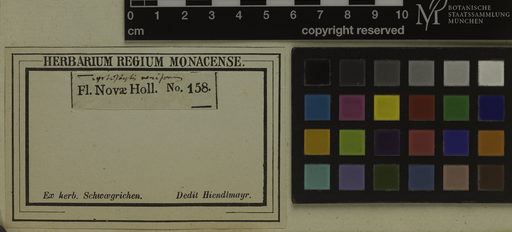 0 1 2 3 4 5 6 7 8 9 10
cm
copyright reserved
M
BOTANISCHE
STAATSSAMMLUNG
MÜNCHEN
HERBARIUM REGIUM MONACENSE.
Fl. Novæ Holl. No. 158.
Ex herb. Schwægrichen. Dedit Hiendlmayr.